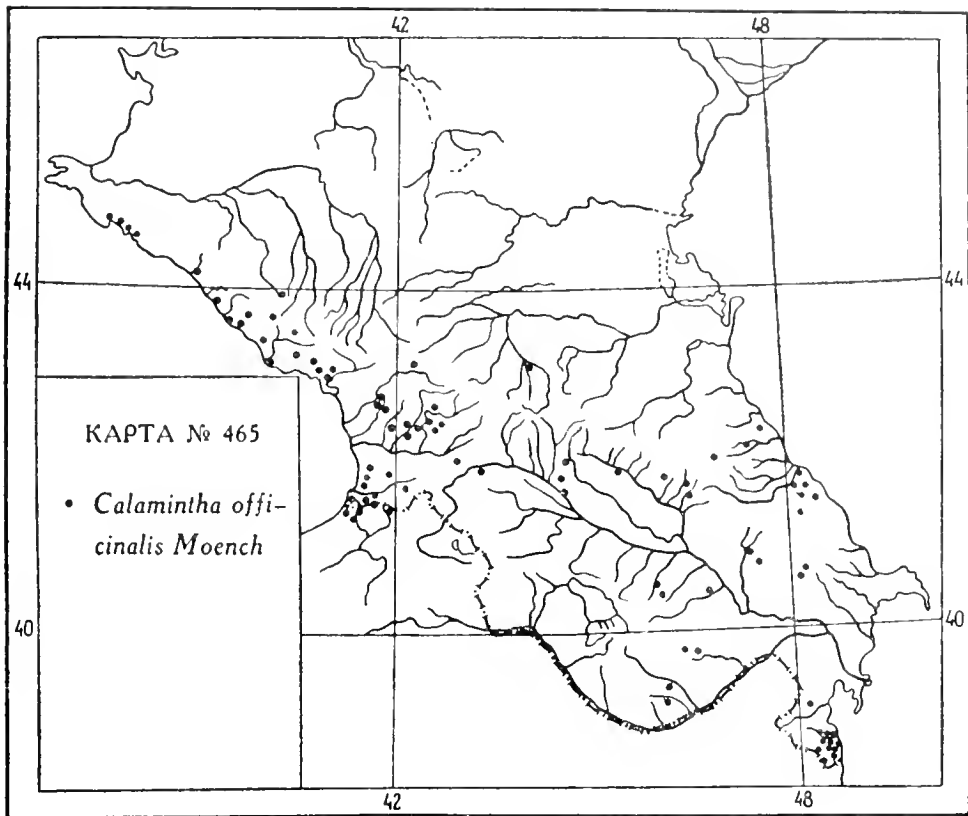 42 48
44 44
КАРТА № 465
• Calamintha offi-
cinalis Moench
40 40
42 48